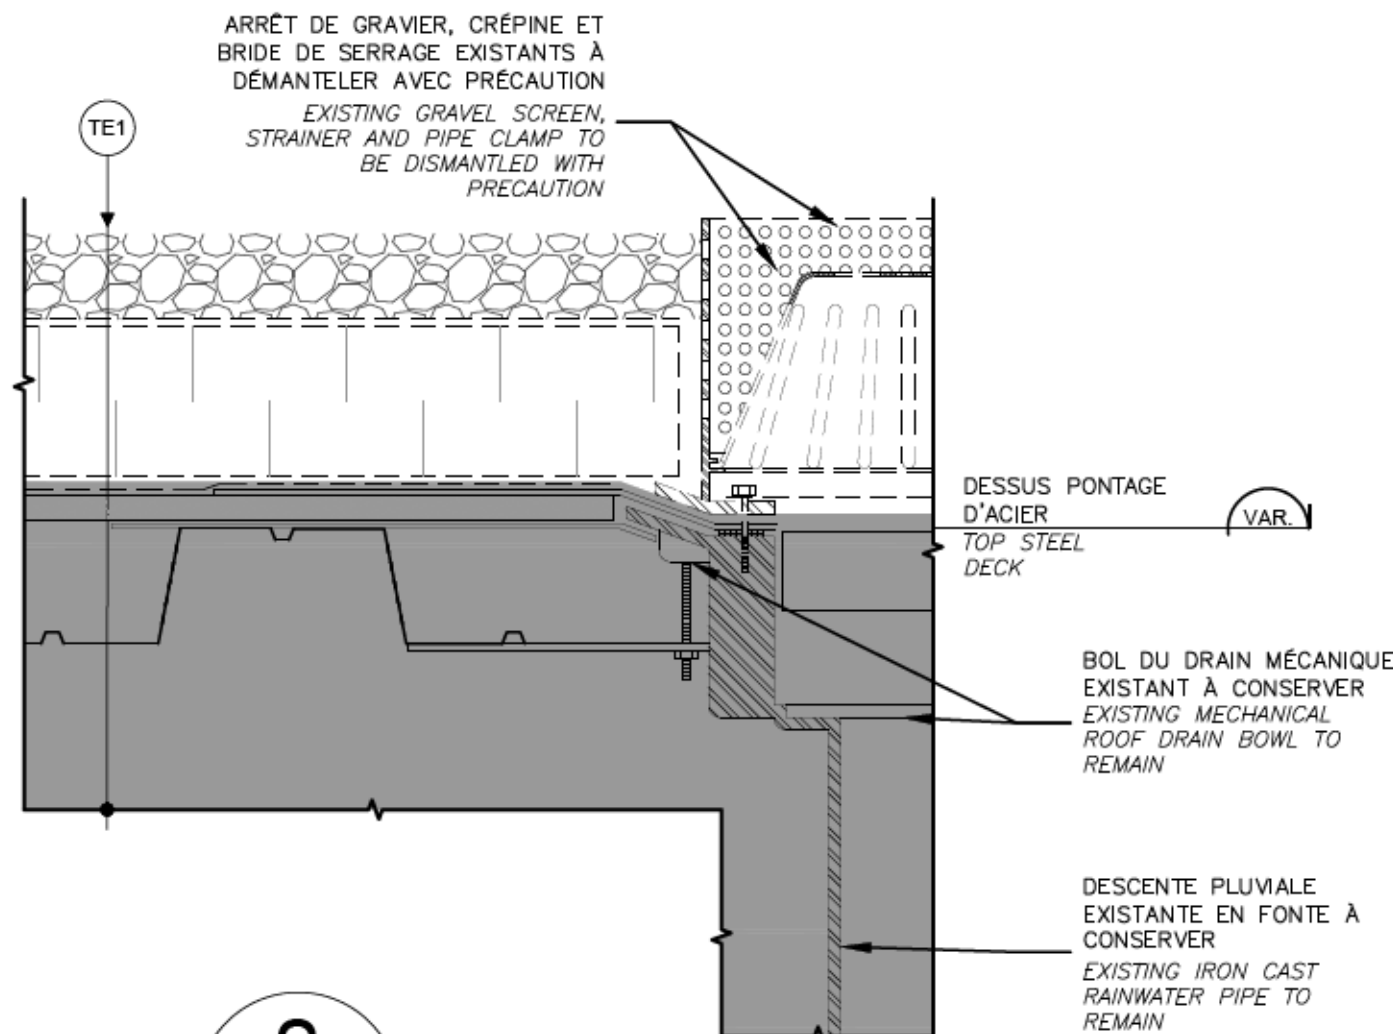 ARRÊT DE GRAVIER, CRÉPINE ET
BRIDE DE SERRAGE EXISTANTS À
DÉMANTELER AVEC PRÉCAUTION
EXISTING GRAVEL SCREEN,
STRAINER AND PIPE CLAMP TO
BE DISMANTLED WITH
PRECAUTION
TE1
DESSUS PONTAGE
D'ACIER
TOP STEEL
DECK
VAR.
BOL DU DRAIN MÉCANIQUE
EXISTANT À CONSERVER
EXISTING MECHANICAL
ROOF DRAIN BOWL TO
REMAIN
DESCENTE PLUVIALE
EXISTANTE EN FONTE À
CONSERVER
EXISTING IRON CAST
RAINWATER PIPE TO
REMAIN